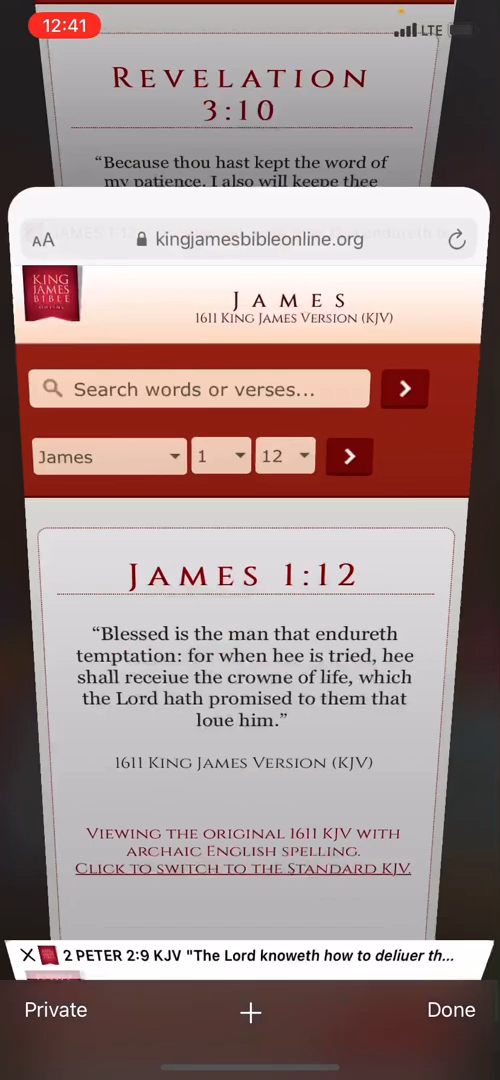 12:41
LTE
REVELATION
3:10
“Because thou hast kept the word of
my patience, I also will keepe thee
AA
kingjamesbibleonline.org
KING
JAMES
BIBLE
ONLINE
JAMES
1611 KING JAMES VERSION (KJV)
Search words or verses...
James 1 12
JAMES 1:12
“Blessed is the man that endureth
temptation: for when hee is tried, hee
shall receiue the crowne of life, which
the Lord hath promised to them that
loue him.”
1611 KING JAMES VERSION (KJV)
VIEWING THE ORIGINAL 1611 KJV WITH
ARCHAIC ENGLISH SPELLING.
CLICK TO SWITCH TO THE STANDARD KJV.
2 PETER 2:9 KJV "The Lord knoweth how to deliuer th...
Private
Done